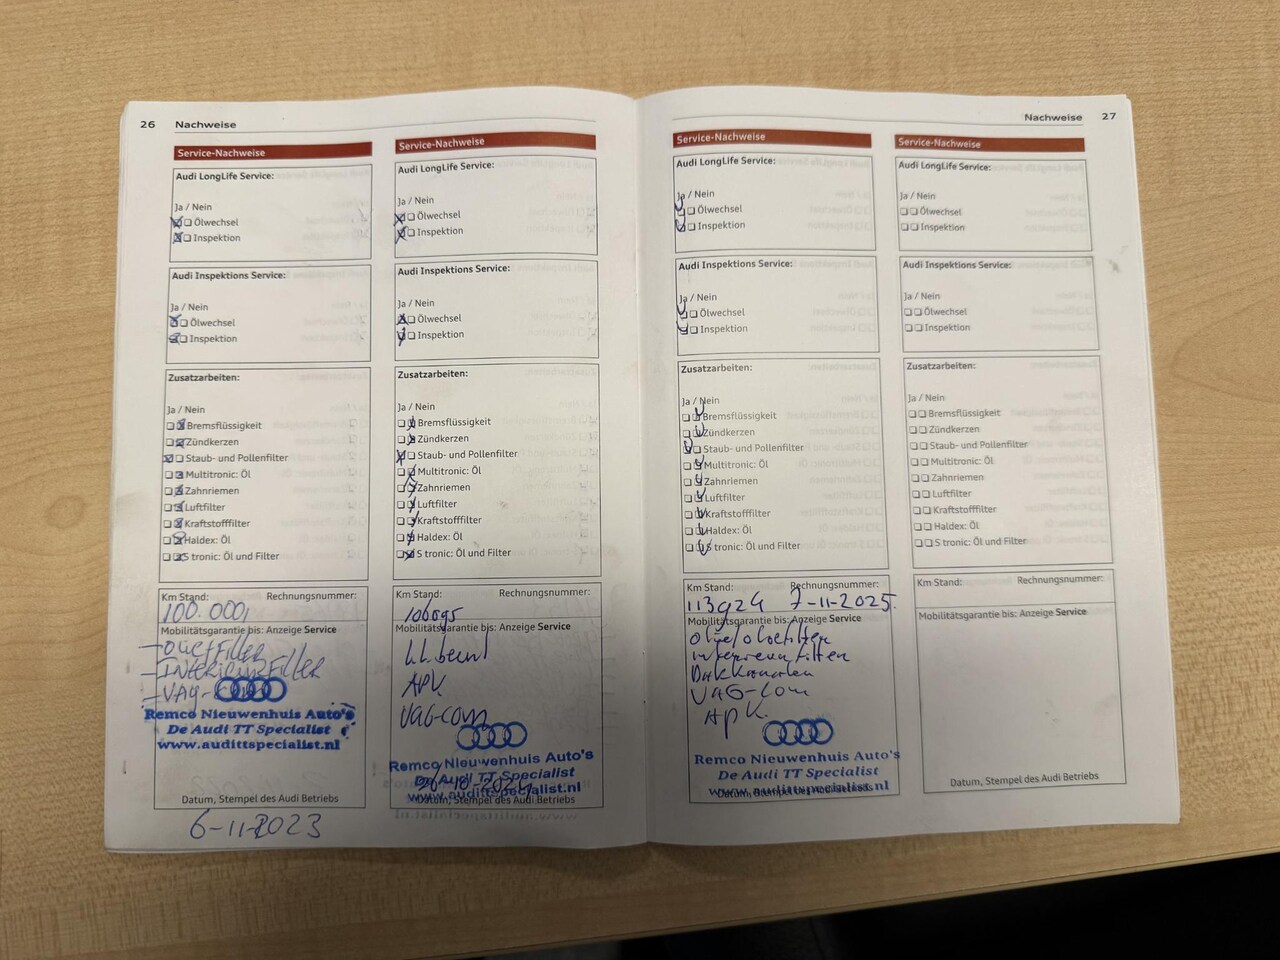 26 Nachweise
Service-Nachweise
Audi LongLife Service:
Ja / Nein
Ölwechsel
Inspektion
Audi Inspektions Service:
Ja / Nein
Ölwechsel
Inspektion
Zusatzarbeiten:
Ja / Nein
Bremsflüssigkeit
Zündkerzen
Staub- und Pollenfilter
Multitronic: Öl
Zahnriemen
Luftfilter
Kraftstofffilter
Haldex: Öl
S tronic: Öl und Filter
Km Stand: Rechnungsnummer:
100.000,
Mobilitätsgarantie bis: Anzeige Service
- INTERIEURFILTER
- VAG-COM
Remco Nieuwenhuis Auto's
De Audi TT Specialist
www.audittspecialist.nl
Datum, Stempel des Audi Betriebs
6-11-2023
Service-Nachweise
Audi LongLife Service:
Ja / Nein
Ölwechsel
Inspektion
Audi Inspektions Service:
Ja / Nein
Ölwechsel
Inspektion
Zusatzarbeiten:
Ja / Nein
Bremsflüssigkeit
Zündkerzen
Staub- und Pollenfilter
Multitronic: Öl
Zahnriemen
Luftfilter
Kraftstofffilter
Haldex: Öl
S tronic: Öl und Filter
Km Stand: Rechnungsnummer:
Mobilitätsgarantie bis: Anzeige Service
APK
VAG-com
Remco Nieuwenhuis Auto's
De Audi TT Specialist
www.audittspecialist.nl
Datum, Stempel des Audi Betriebs
Nachweise 27
Service-Nachweise
Audi LongLife Service:
Ja / Nein
Ölwechsel
Inspektion
Audi Inspektions Service:
Ja / Nein
Ölwechsel
Inspektion
Zusatzarbeiten:
Ja / Nein
Bremsflüssigkeit
Zündkerzen
Staub- und Pollenfilter
Multitronic: Öl
Zahnriemen
Luftfilter
Kraftstofffilter
Haldex: Öl
S tronic: Öl und Filter
Km Stand: Rechnungsnummer:
113924 7-11-2025.
Mobilitätsgarantie bis: Anzeige Service
VAG-Com
APK
Remco Nieuwenhuis Auto's
De Audi TT Specialist
www.audittspecialist.nl
Datum, Stempel des Audi Betriebs
Service-Nachweise
Audi LongLife Service:
Ja / Nein
Ölwechsel
Inspektion
Audi Inspektions Service:
Ja / Nein
Ölwechsel
Inspektion
Zusatzarbeiten:
Ja / Nein
Bremsflüssigkeit
Zündkerzen
Staub- und Pollenfilter
Multitronic: Öl
Zahnriemen
Luftfilter
Kraftstofffilter
Haldex: Öl
S tronic: Öl und Filter
Km Stand: Rechnungsnummer:
Mobilitätsgarantie bis: Anzeige Service
Datum, Stempel des Audi Betriebs